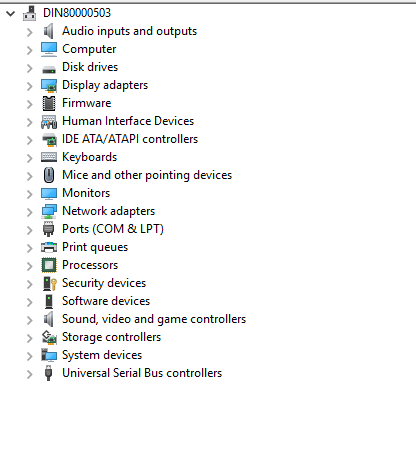 DIN80000503
Audio inputs and outputs
Computer
Disk drives
Display adapters
Firmware
Human Interface Devices
IDE ATA/ATAPI controllers
Keyboards
Mice and other pointing devices
Monitors
Network adapters
Ports (COM & LPT)
Print queues
Processors
Security devices
Software devices
Sound, video and game controllers
Storage controllers
System devices
Universal Serial Bus controllers